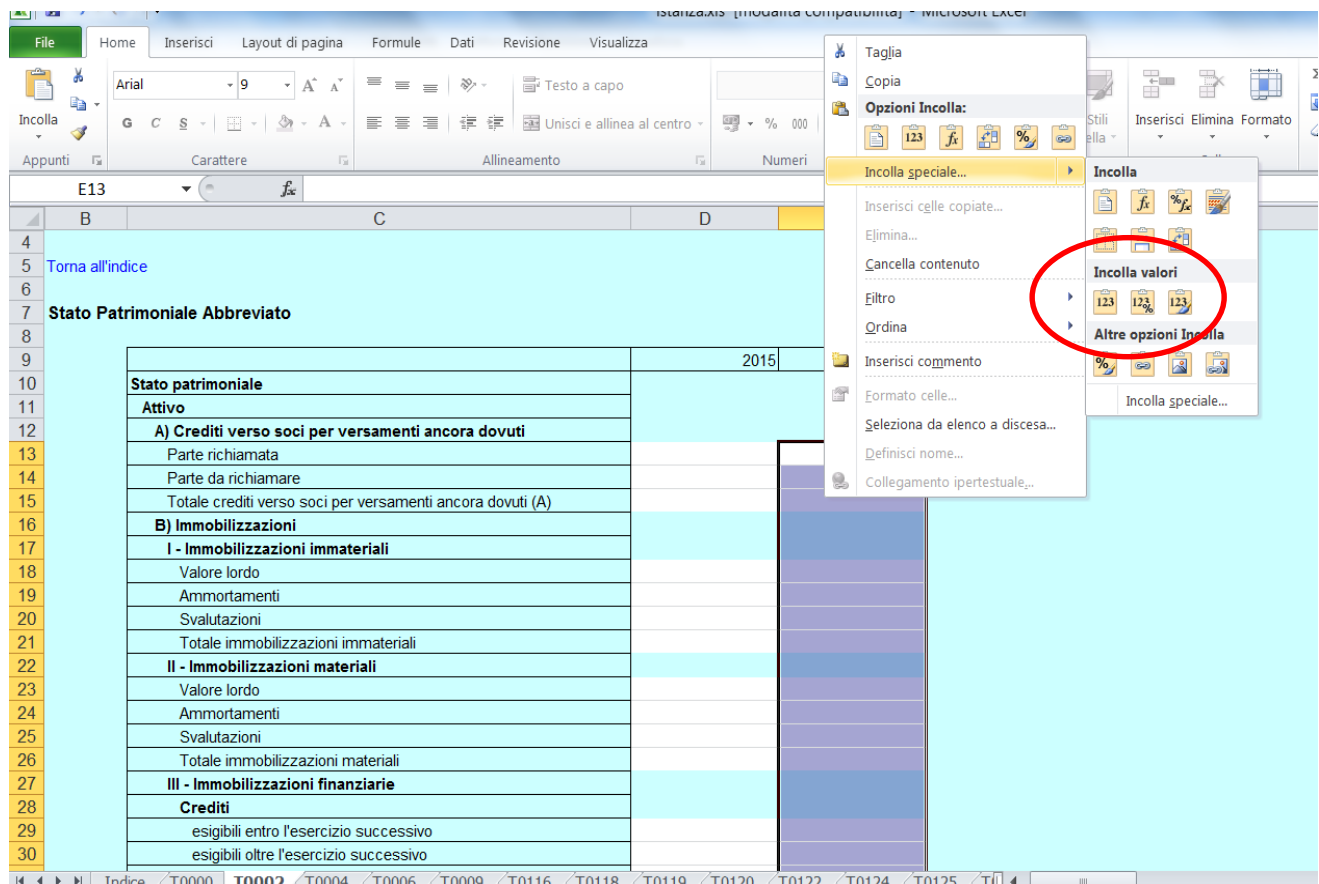 istanza.xls [modalità compatibilità] - Microsoft Excel
File Home Inserisci Layout di pagina Formule Dati Revisione Visualizza
Arial 9 Testo a capo
Incolla G C S A Unisci e allinea al centro % 000 Stili Inserisci Elimina Formato
Appunti Carattere Allineamento Numeri
E13 fx
Taglia
Copia
Opzioni Incolla:
123 fx %
Incolla speciale...
Inserisci celle copiate...
Elimina...
Cancella contenuto
Filtro
Ordina
Inserisci commento
Formato celle...
Seleziona da elenco a discesa...
Definisci nome...
Collegamento ipertestuale...
Incolla
fx %fx
Incolla valori
123 123% 123
Altre opzioni Incolla
%
Incolla speciale...
B C D
4
5 Torna all'indice
6
7 Stato Patrimoniale Abbreviato
8
9 2015
10 Stato patrimoniale
11 Attivo
12 A) Crediti verso soci per versamenti ancora dovuti
13 Parte richiamata
14 Parte da richiamare
15 Totale crediti verso soci per versamenti ancora dovuti (A)
16 B) Immobilizzazioni
17 I - Immobilizzazioni immateriali
18 Valore lordo
19 Ammortamenti
20 Svalutazioni
21 Totale immobilizzazioni immateriali
22 II - Immobilizzazioni materiali
23 Valore lordo
24 Ammortamenti
25 Svalutazioni
26 Totale immobilizzazioni materiali
27 III - Immobilizzazioni finanziarie
28 Crediti
29 esigibili entro l'esercizio successivo
30 esigibili oltre l'esercizio successivo
Indice T0000 T0002 T0004 T0006 T0009 T0116 T0118 T0119 T0120 T0122 T0124 T0125